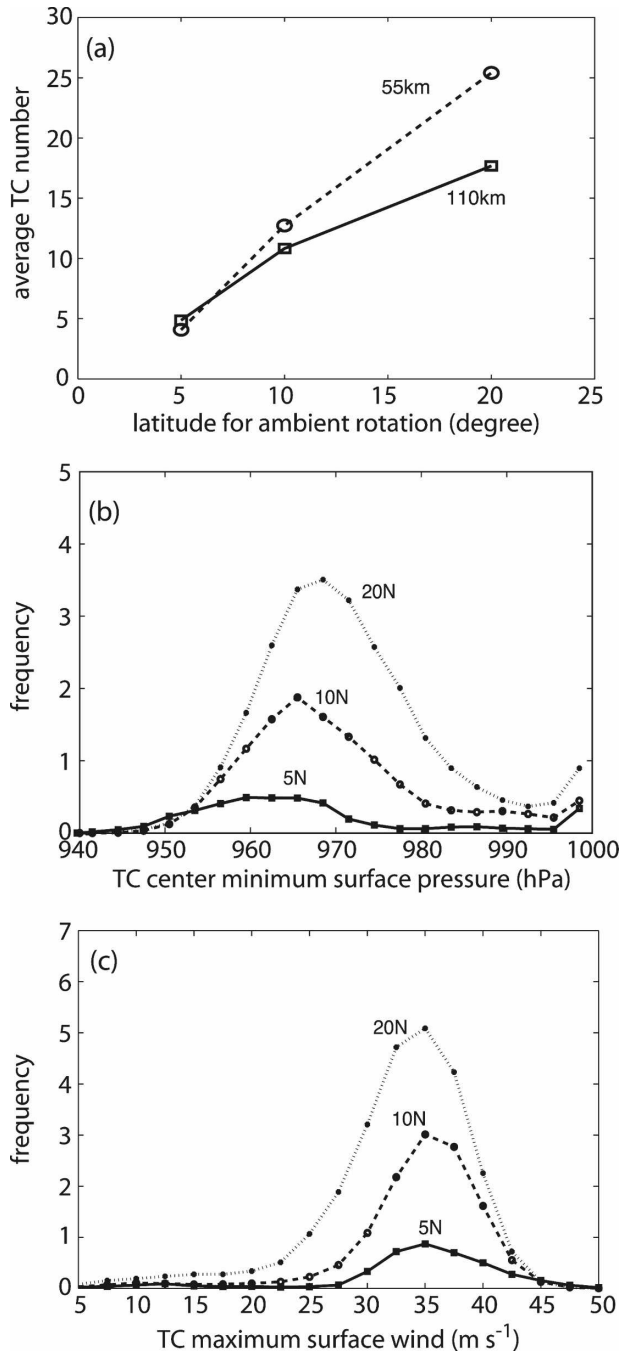 (a)
30
25
20
15
10
5
0
average TC number
55km
110km
0 5 10 15 20 25
latitude for ambient rotation (degree)
(b)
5
4
3
2
1
0
frequency
20N
10N
5N
940 950 960 970 980 990 1000
TC center minimum surface pressure (hPa)
(c)
7
6
5
4
3
2
1
0
frequency
20N
10N
5N
5 10 15 20 25 30 35 40 45 50
TC maximum surface wind (m s⁻¹)